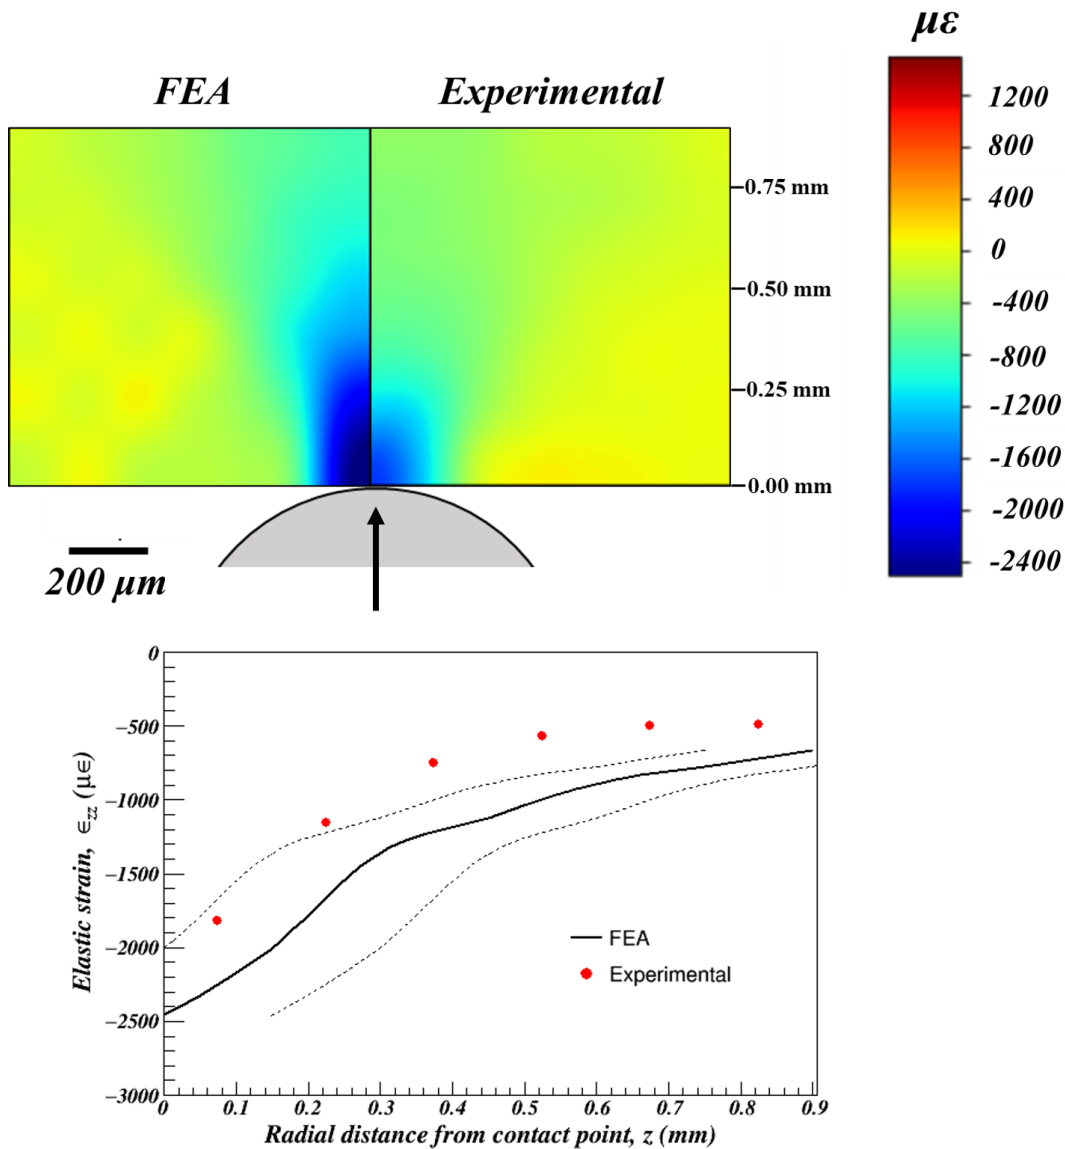 με
FEA
Experimental
1200
800
400
0
-400
-800
-1200
-1600
-2000
-2400
0.75 mm
0.50 mm
0.25 mm
0.00 mm
200 μm
0
−500
−1000
−1500
−2000
−2500
−3000
Elastic strain, ϵzz (μϵ)
FEA
Experimental
0 0.1 0.2 0.3 0.4 0.5 0.6 0.7 0.8 0.9
Radial distance from contact point, z (mm)